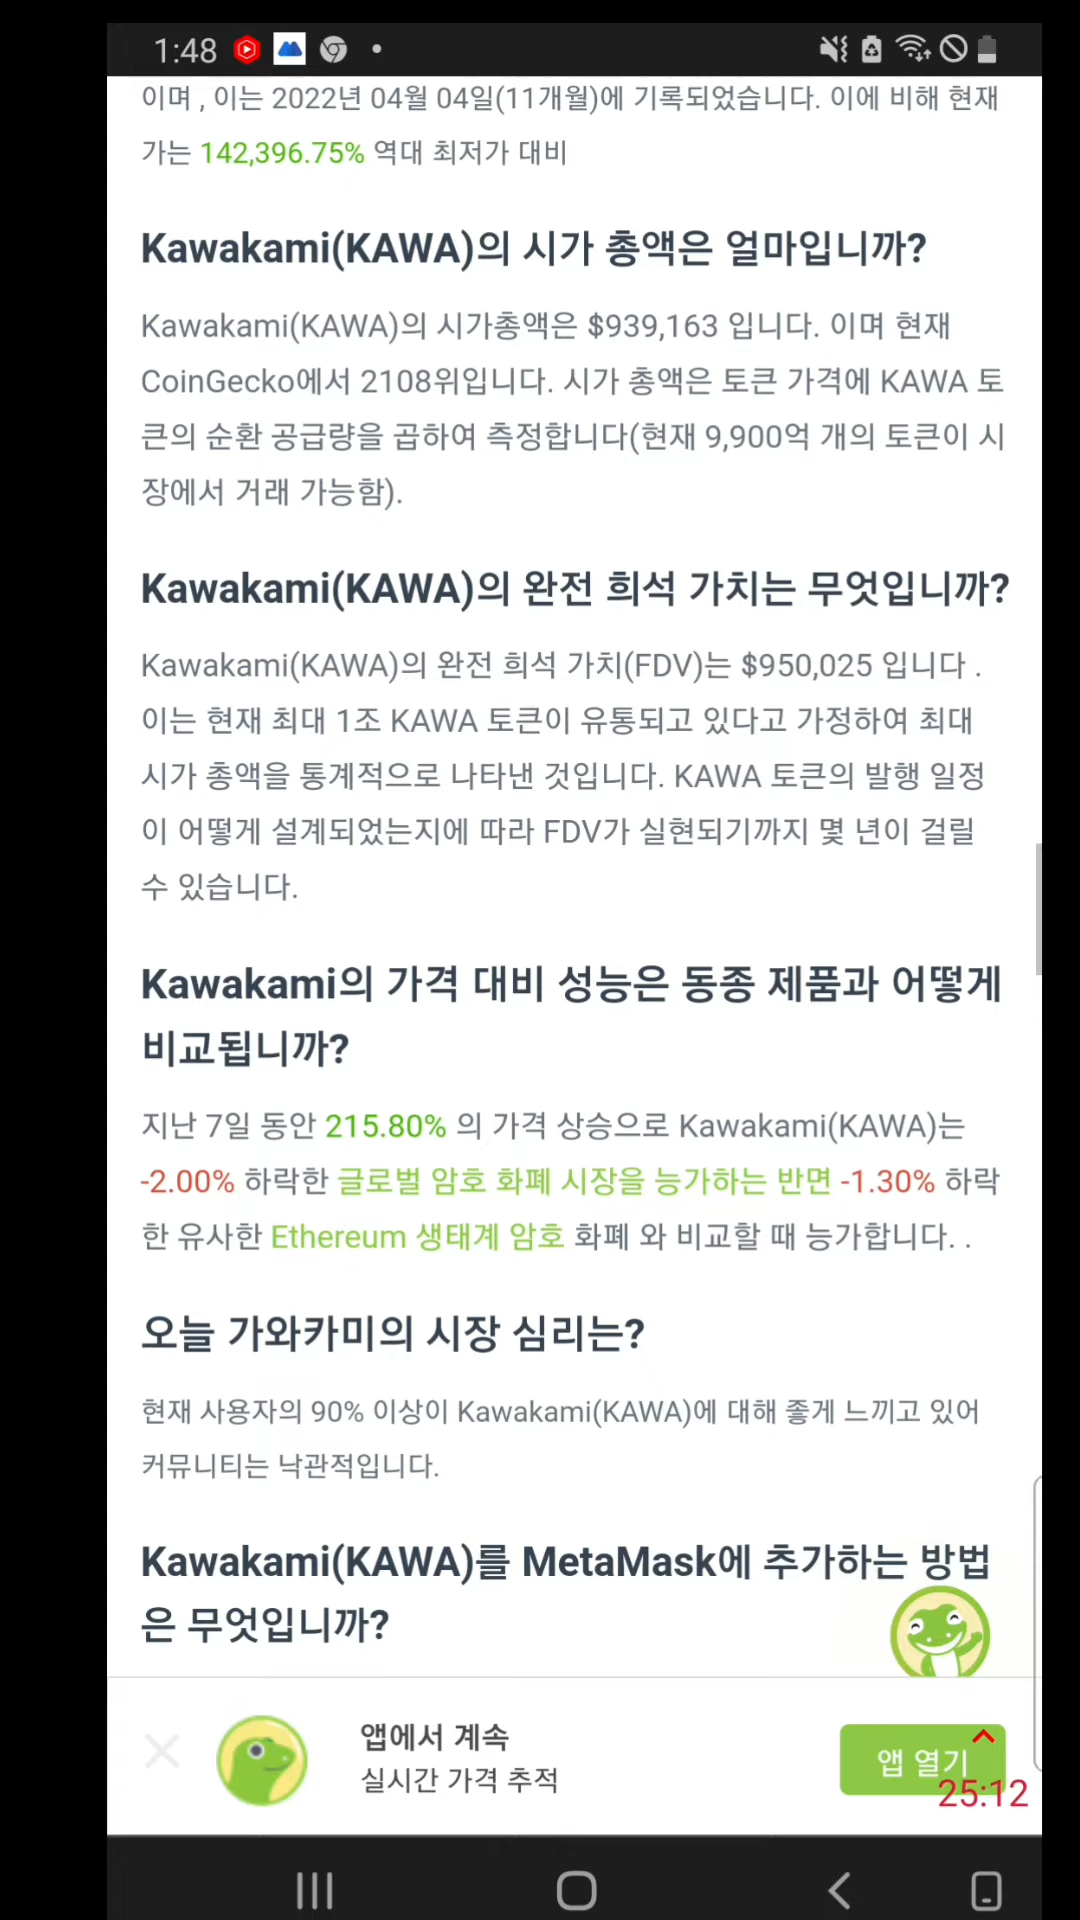 1:48
이며 , 이는 2022년 04월 04일(11개월)에 기록되었습니다. 이에 비해 현재
가는 142,396.75% 역대 최저가 대비
Kawakami(KAWA)의 시가 총액은 얼마입니까?
Kawakami(KAWA)의 시가총액은 $939,163 입니다. 이며 현재
CoinGecko에서 2108위입니다. 시가 총액은 토큰 가격에 KAWA 토
큰의 순환 공급량을 곱하여 측정합니다(현재 9,900억 개의 토큰이 시
장에서 거래 가능함).
Kawakami(KAWA)의 완전 희석 가치는 무엇입니까?
Kawakami(KAWA)의 완전 희석 가치(FDV)는 $950,025 입니다 .
이는 현재 최대 1조 KAWA 토큰이 유통되고 있다고 가정하여 최대
시가 총액을 통계적으로 나타낸 것입니다. KAWA 토큰의 발행 일정
이 어떻게 설계되었는지에 따라 FDV가 실현되기까지 몇 년이 걸릴
수 있습니다.
Kawakami의 가격 대비 성능은 동종 제품과 어떻게
비교됩니까?
지난 7일 동안 215.80% 의 가격 상승으로 Kawakami(KAWA)는
-2.00% 하락한 글로벌 암호 화폐 시장을 능가하는 반면 -1.30% 하락
한 유사한 Ethereum 생태계 암호 화폐 와 비교할 때 능가합니다. .
오늘 가와카미의 시장 심리는?
현재 사용자의 90% 이상이 Kawakami(KAWA)에 대해 좋게 느끼고 있어
커뮤니티는 낙관적입니다.
Kawakami(KAWA)를 MetaMask에 추가하는 방법
은 무엇입니까?
앱에서 계속
실시간 가격 추적
앱 열기
25:12